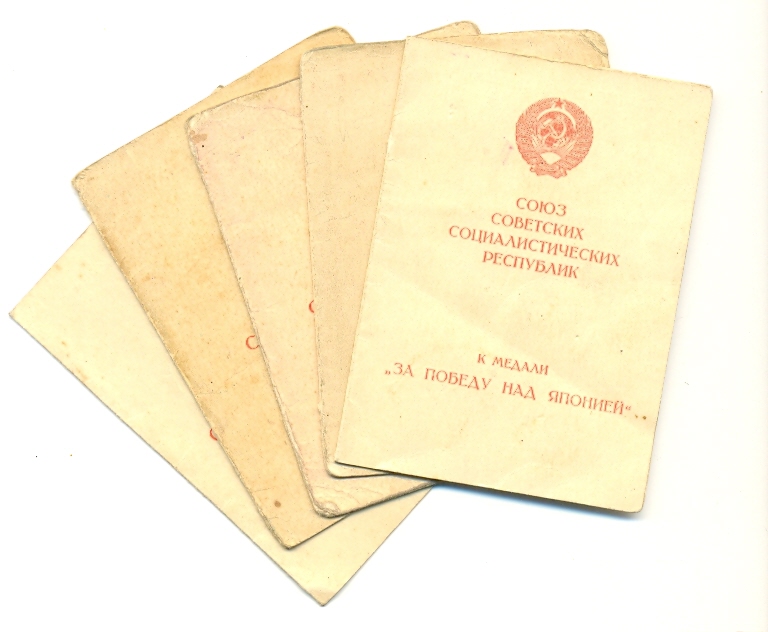 СОЮЗ
СОВЕТСКИХ
СОЦИАЛИСТИЧЕСКИХ
РЕСПУБЛИК
К МЕДАЛИ
„ЗА ПОБЕДУ НАД ЯПОНИЕЙ“